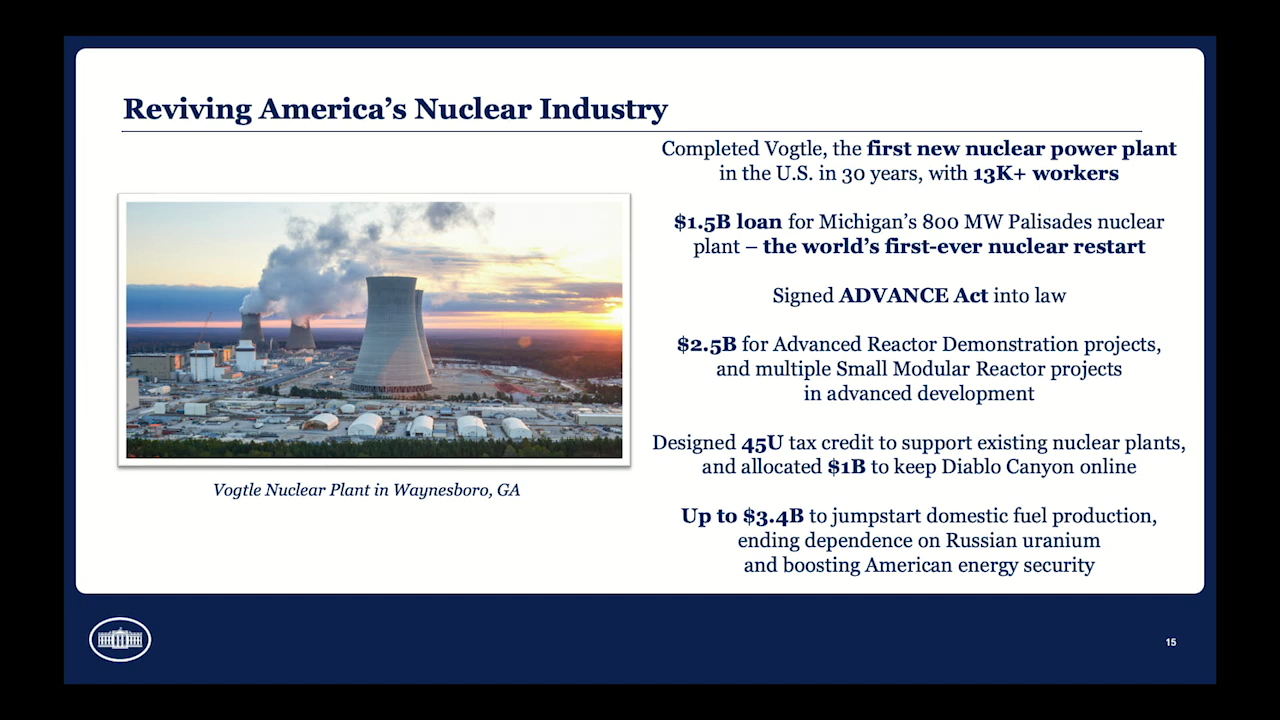 Reviving America's Nuclear Industry
Completed Vogtle, the first new nuclear power plant
in the U.S. in 30 years, with 13K+ workers
$1.5B loan for Michigan's 800 MW Palisades nuclear
plant – the world's first-ever nuclear restart
Signed ADVANCE Act into law
$2.5B for Advanced Reactor Demonstration projects,
and multiple Small Modular Reactor projects
in advanced development
Designed 45U tax credit to support existing nuclear plants,
and allocated $1B to keep Diablo Canyon online
Up to $3.4B to jumpstart domestic fuel production,
ending dependence on Russian uranium
and boosting American energy security
Vogtle Nuclear Plant in Waynesboro, GA
15